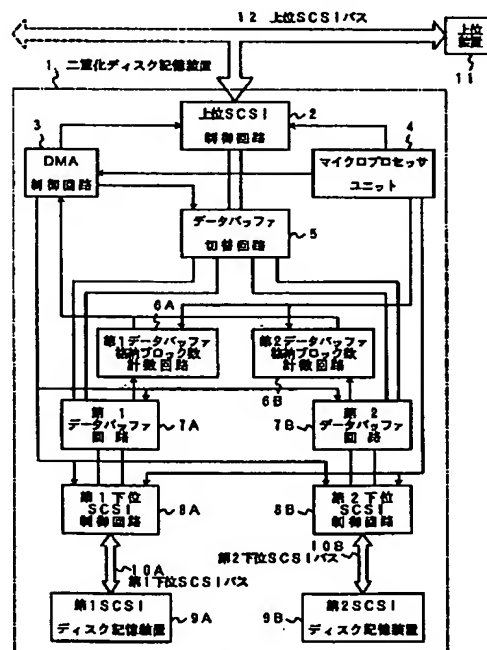 12 上位SCSIバス
上位
装置
11
1 二重化ディスク記憶装置
上位SCSI
制御回路
2
3
DMA
制御回路
4
マイクロプロセッサ
ユニット
データバッファ
切替回路
5
6A
第1データバッファ
格納ブロック数
計数回路
第2データバッファ
格納ブロック数
計数回路
6B
第1
データバッファ
回路
7A
第2
データバッファ
回路
7B
第1下位
SCSI
制御回路
8A
第2下位
SCSI
制御回路
8B
10A
第1下位SCSIバス
10B
第2下位SCSIバス
第1SCSI
ディスク記憶装置
9A
第2SCSI
ディスク記憶装置
9B